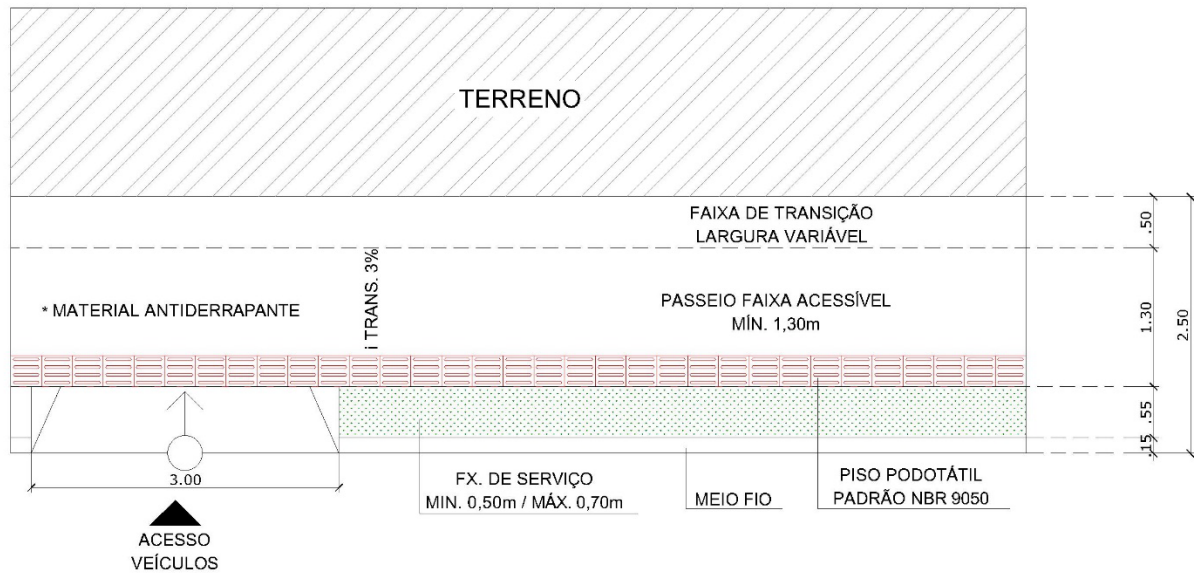 TERRENO
FAIXA DE TRANSIÇÃO
LARGURA VARIÁVEL
.50
* MATERIAL ANTIDERRAPANTE
i TRANS. 3%
PASSEIO FAIXA ACESSÍVEL
MÍN. 1,30m
1.30
2.50
.55
.15
3.00
FX. DE SERVIÇO
MIN. 0,50m / MÁX. 0,70m
MEIO FIO
PISO PODOTÁTIL
PADRÃO NBR 9050
ACESSO
VEÍCULOS